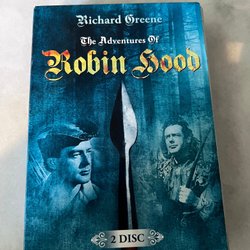 Richard Greene
The Adventures Of
Robin Hood
2 DISC